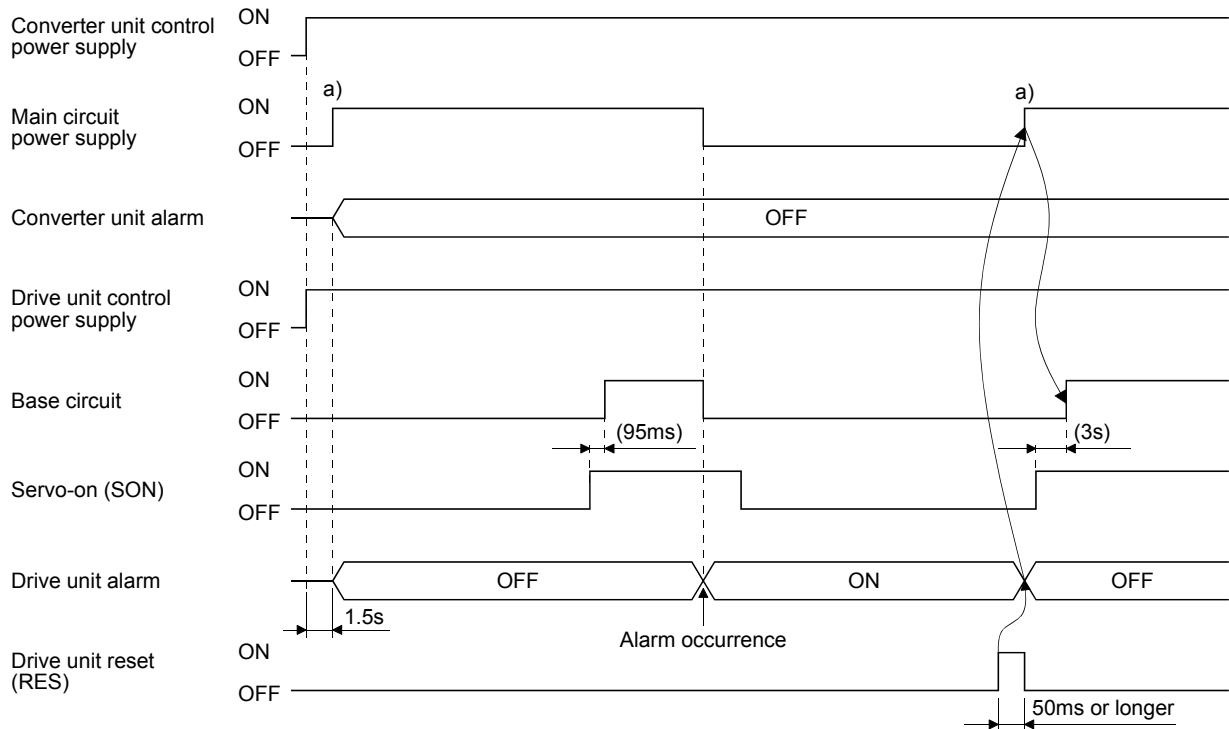 Converter unit control
power supply
ON
OFF
a)
a)
Main circuit
power supply
ON
OFF
Converter unit alarm
OFF
Drive unit control
power supply
ON
OFF
Base circuit
ON
OFF
(95ms)
(3s)
Servo-on (SON)
ON
OFF
Drive unit alarm
OFF
ON
OFF
1.5s
Alarm occurrence
Drive unit reset
(RES)
ON
OFF
50ms or longer